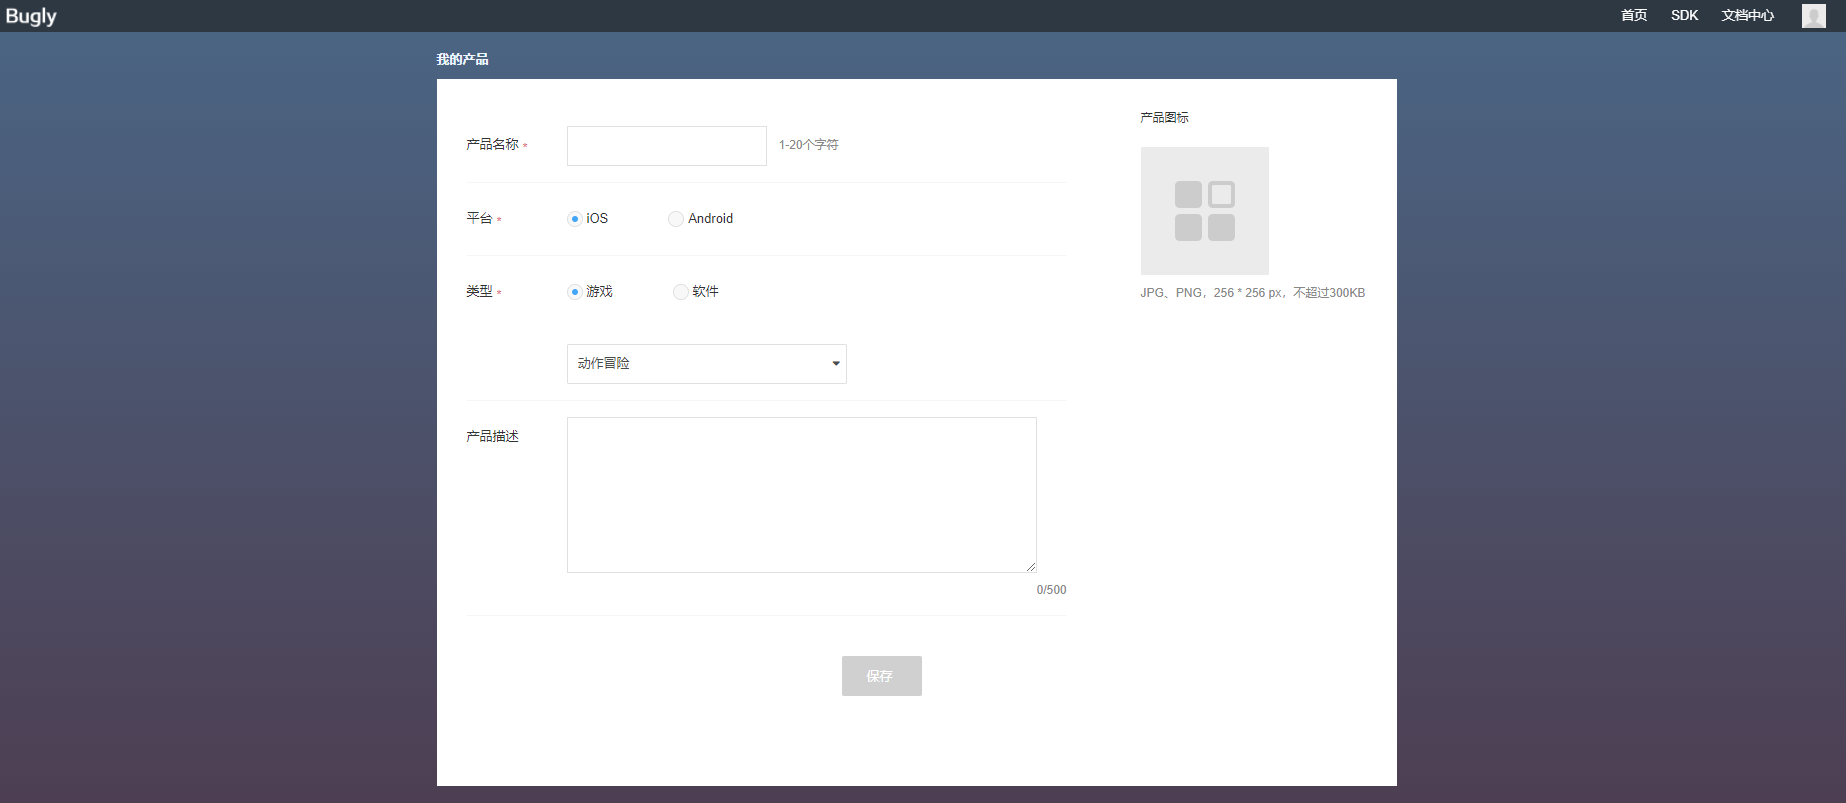 Bugly
首页 SDK 文档中心
我的产品
产品图标
产品名称 * 1-20个字符
平台 * iOS Android
类型 * 游戏 软件
JPG、PNG，256 * 256 px，不超过300KB
动作冒险
产品描述
0/500
保存